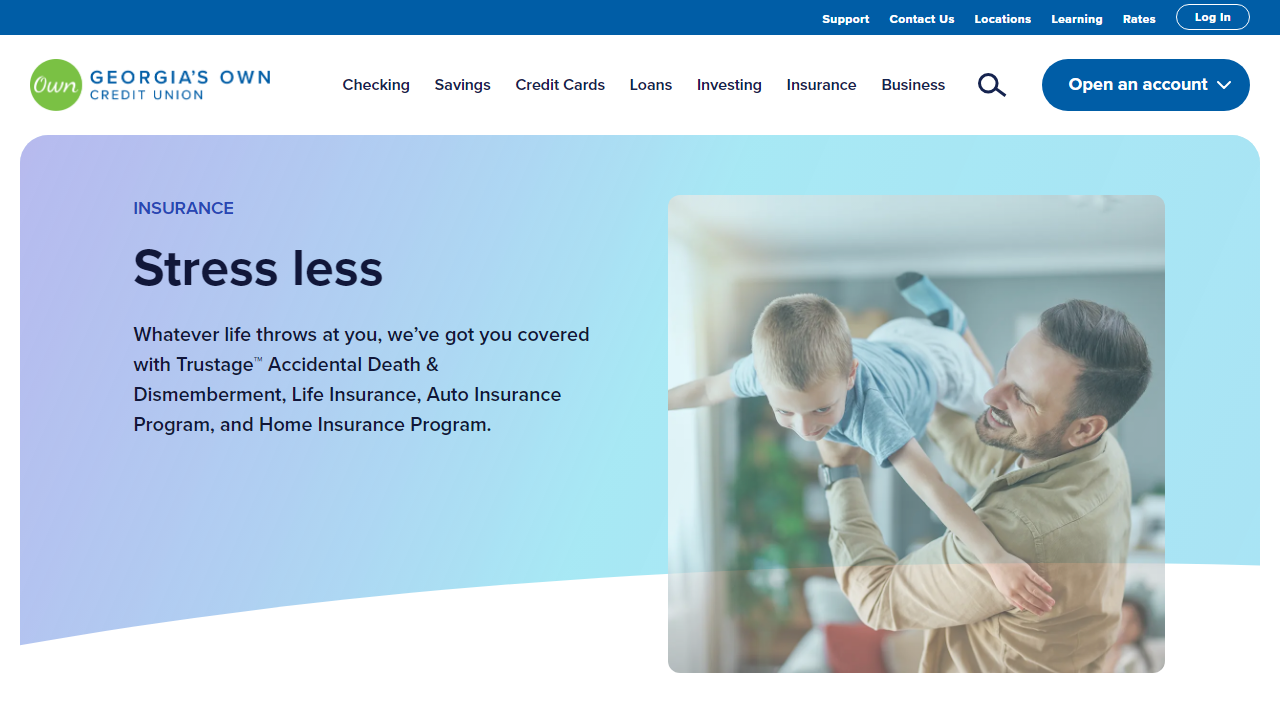 Support Contact Us Locations Learning Rates Log In
Own GEORGIA'S OWN
CREDIT UNION
Checking Savings Credit Cards Loans Investing Insurance Business Open an account
INSURANCE
Stress less
Whatever life throws at you, we’ve got you covered
with Trustage™ Accidental Death &
Dismemberment, Life Insurance, Auto Insurance
Program, and Home Insurance Program.